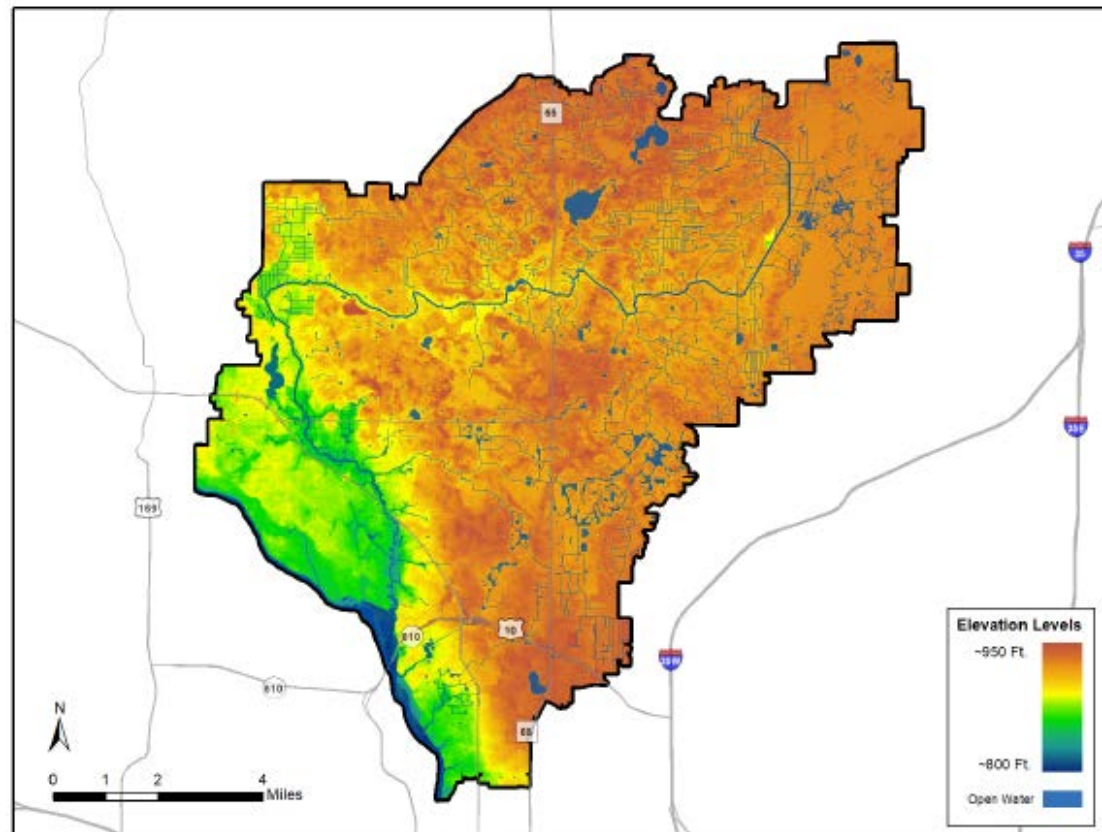 65
35
169
35E
610
10
610
35W
65
N
0 1 2 4
Miles
Elevation Levels
~950 Ft.
~800 Ft.
Open Water